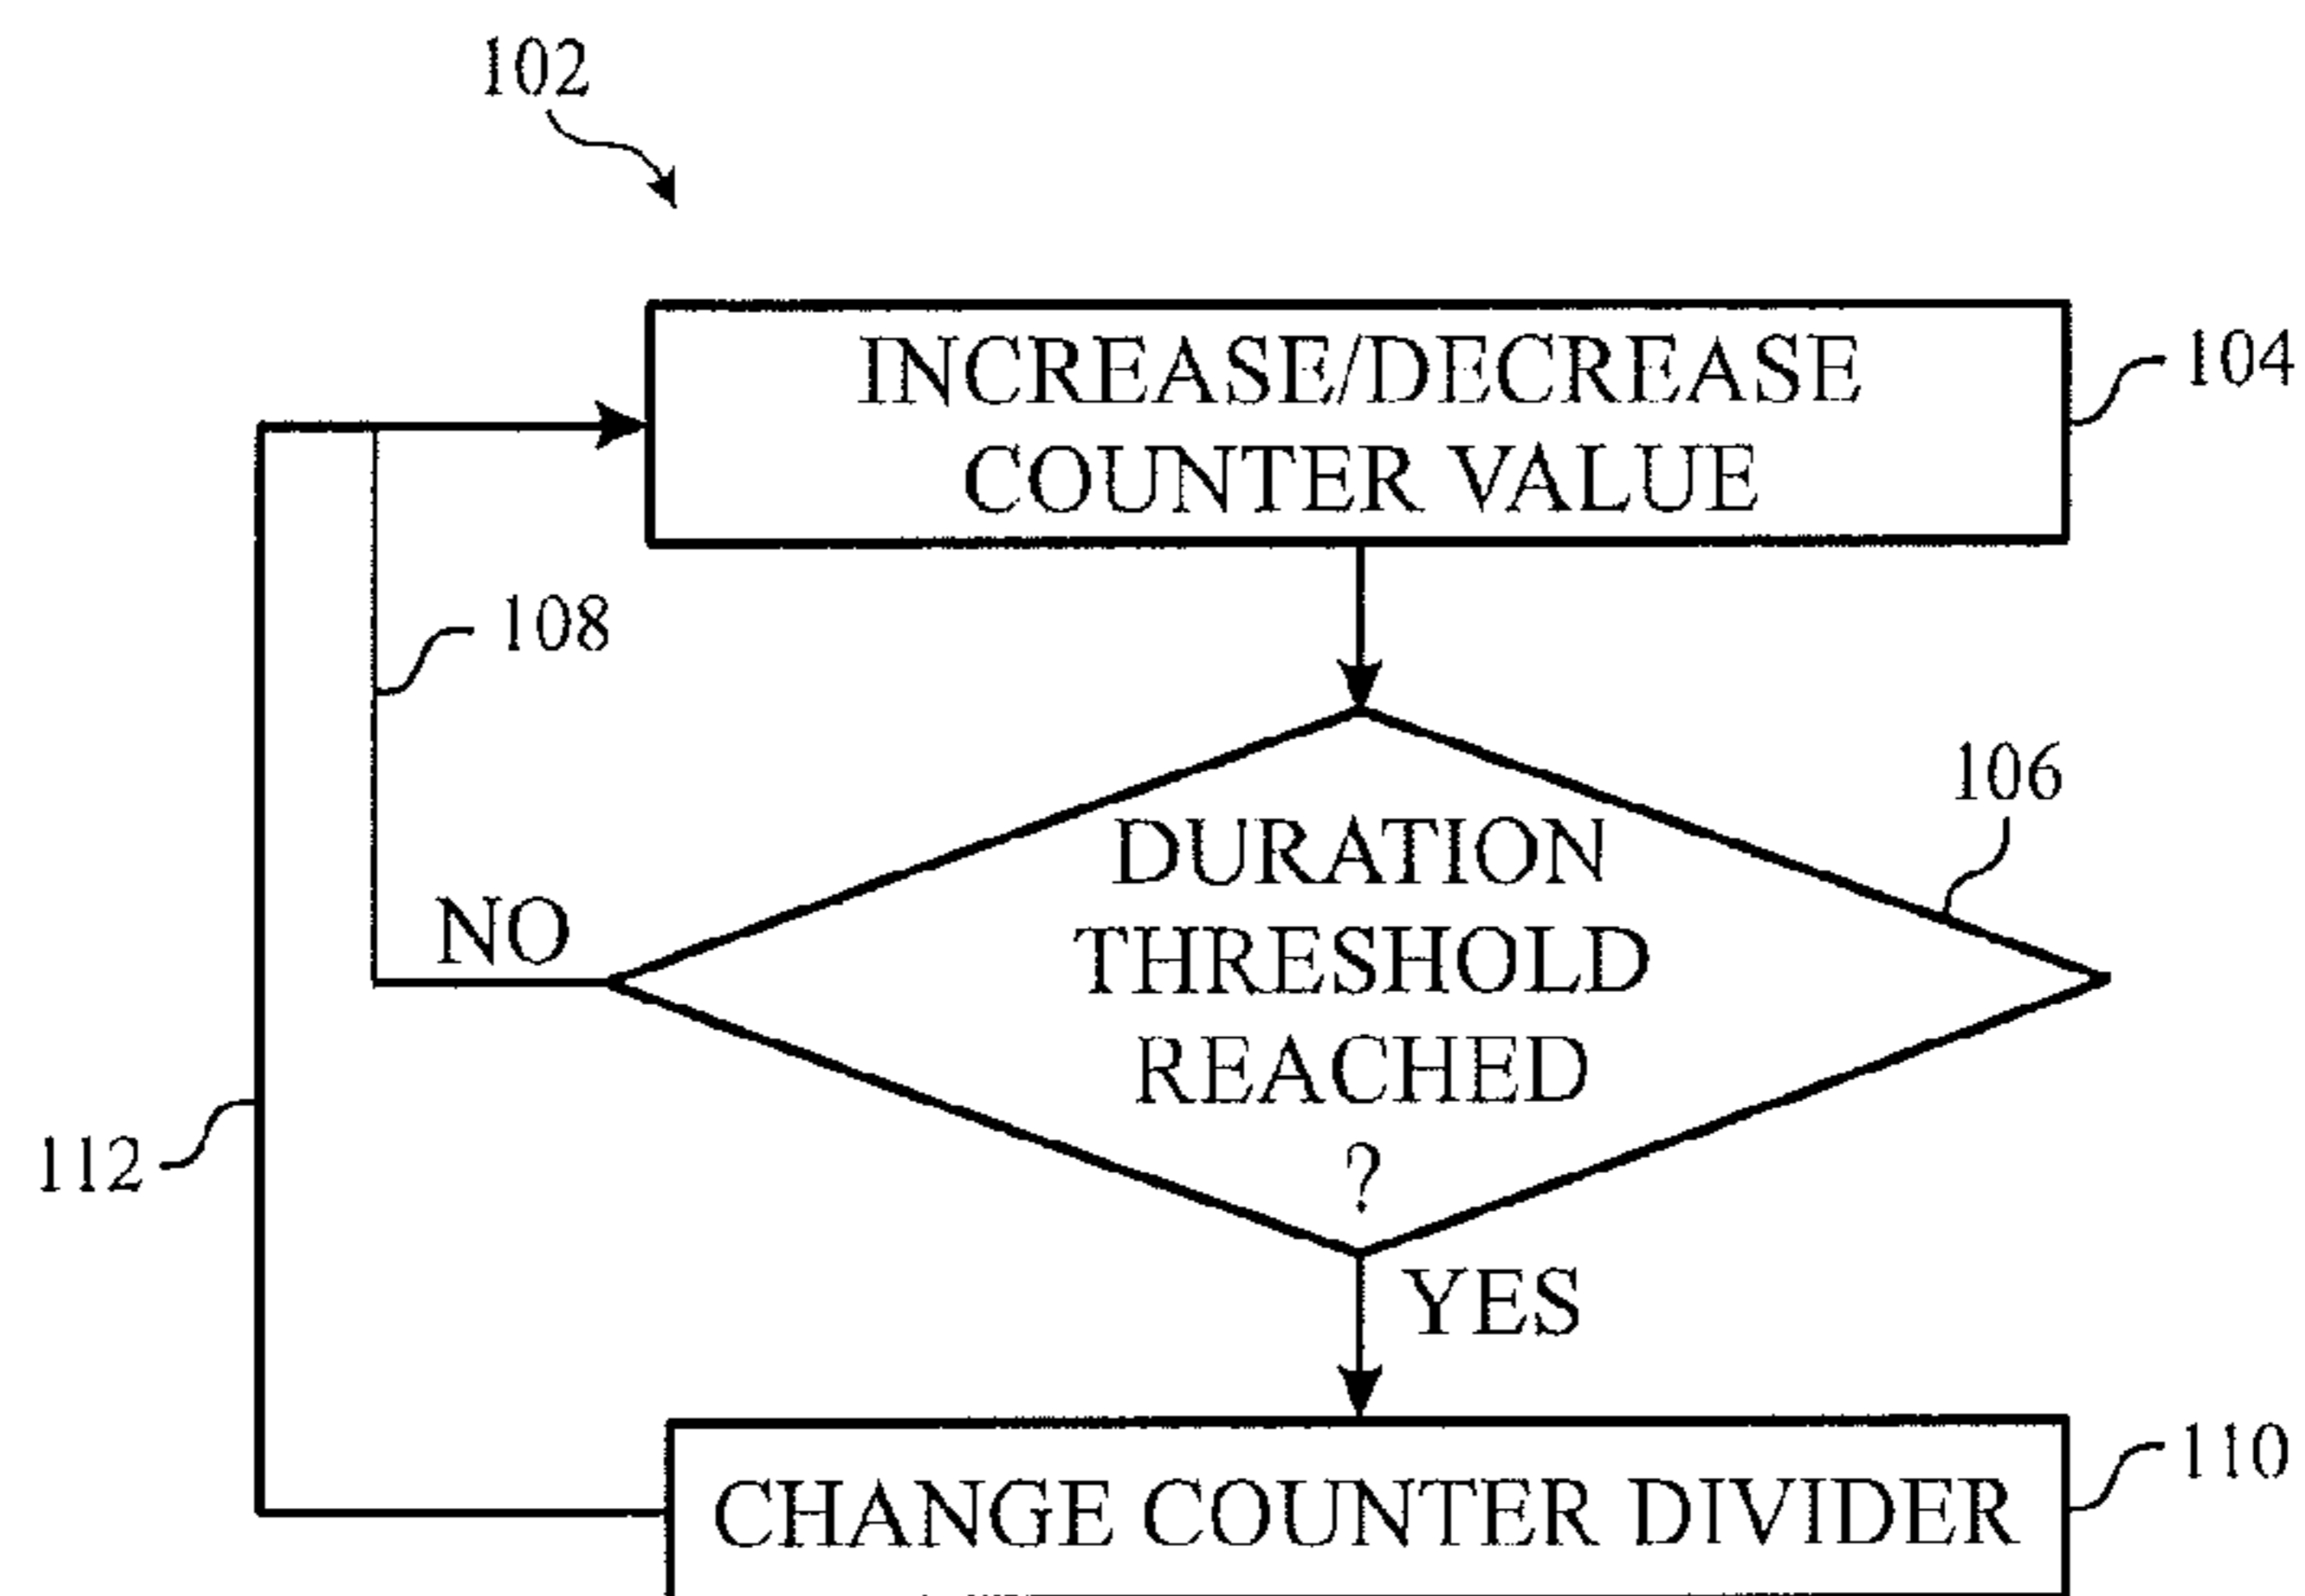 102
INCREASE/DECREASE
COUNTER VALUE
104
108
DURATION
THRESHOLD
REACHED
?
106
NO
112
YES
CHANGE COUNTER DIVIDER
110